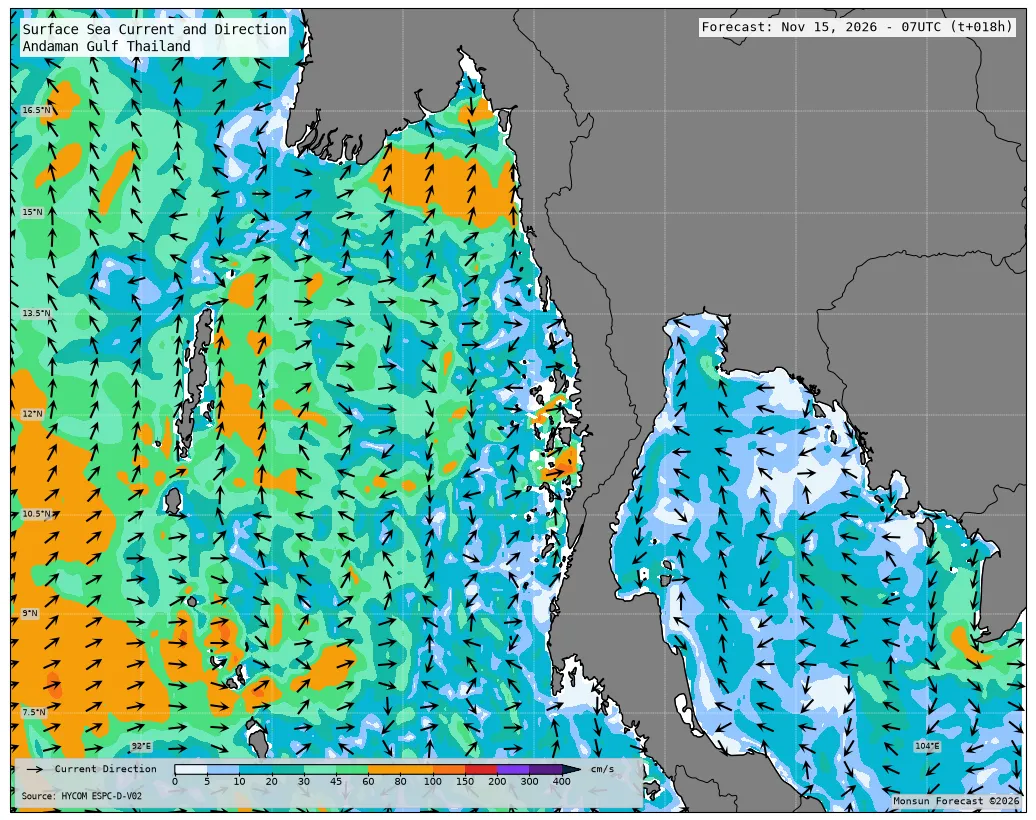 Surface Sea Current and Direction
Andaman Gulf Thailand
Forecast: Nov 15, 2026 - 07UTC (t+018h)
16.5°N
15°N
13.5°N
12°N
10.5°N
9°N
7.5°N
92°E
104°E
Current Direction
0 5 10 20 30 45 60 80 100 150 200 300 400 cm/s
Source: HYCOM ESPC-D-V02
Monsun Forecast ©2026